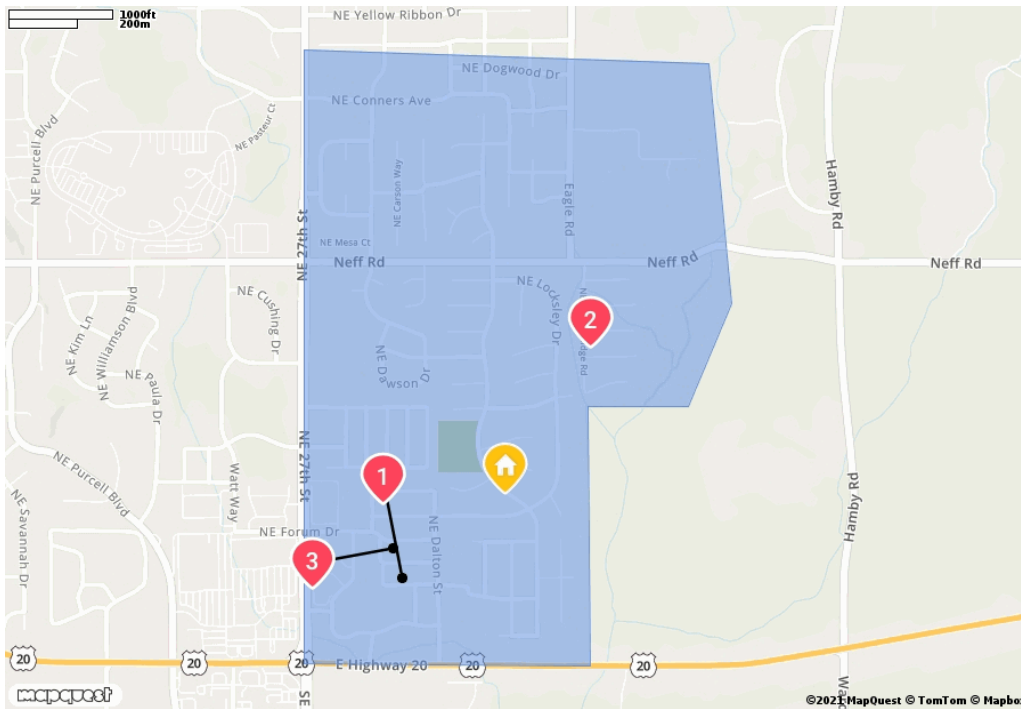 1000ft
200m
NE Yellow Ribbon Dr
NE Dogwood Dr
NE Conners Ave
NE Purcell Blvd
NE Pasteur Ct
NE Carson Way
Eagle Rd
Hamby Rd
NE 27th St
NE Mesa Ct
Neff Rd
Neff Rd
Neff Rd
NE Locksley Dr
NE Cushing Dr
NE Kim Ln
NE Williamson Blvd
2
NE Paula Dr
NE Dawson Dr
NE 27th St
1
NE Purcell Blvd
Watt Way
Hamby Rd
NE Savannah Dr
NE Forum Dr
NE Dalton St
3
20
20
20
E Highway 20
20
20
mapquest
SE
©2021 MapQuest © TomTom © Mapbo